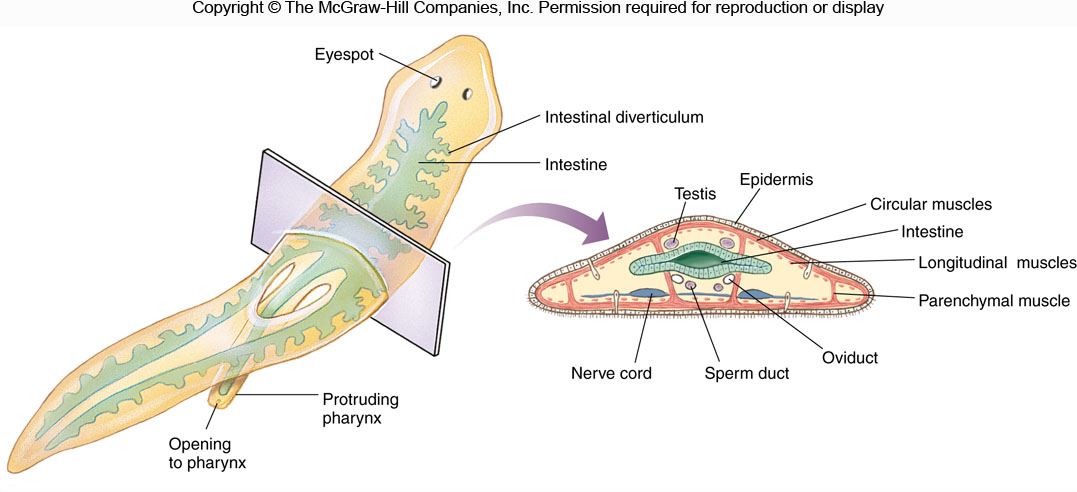 Copyright © The McGraw-Hill Companies, Inc. Permission required for reproduction or display
Eyespot
Intestinal diverticulum
Intestine
Epidermis
Testis
Circular muscles
Intestine
Longitudinal muscles
Parenchymal muscle
Oviduct
Nerve cord
Sperm duct
Protruding
pharynx
Opening
to pharynx